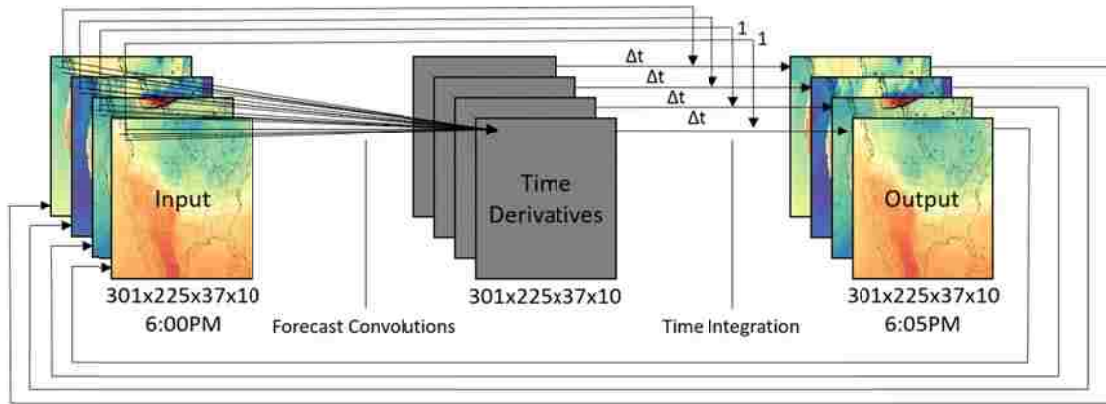 1
1
Δt
Δt
Δt
Δt
Input
Time
Derivatives
Output
301x225x37x10
6:00PM
301x225x37x10
301x225x37x10
6:05PM
Forecast Convolutions
Time Integration